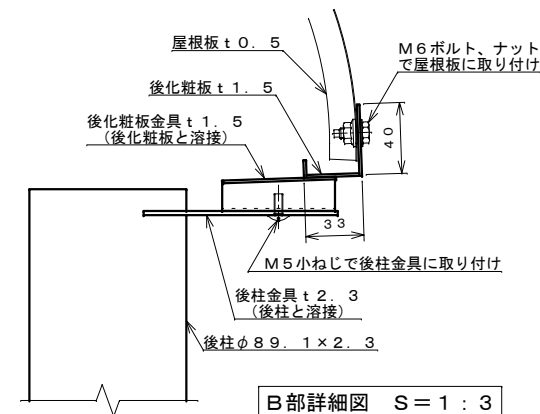 屋根板ｔ０．５
Ｍ６ボルト、ナット
で屋根板に取り付け
後化粧板ｔ１．５
後化粧板金具ｔ１．５
（後化粧板と溶接）
４０
３３
Ｍ５小ねじで後柱金具に取り付け
後柱金具ｔ２．３
（後柱と溶接）
後柱φ８９．１×２．３
Ｂ部詳細図　Ｓ＝１：３